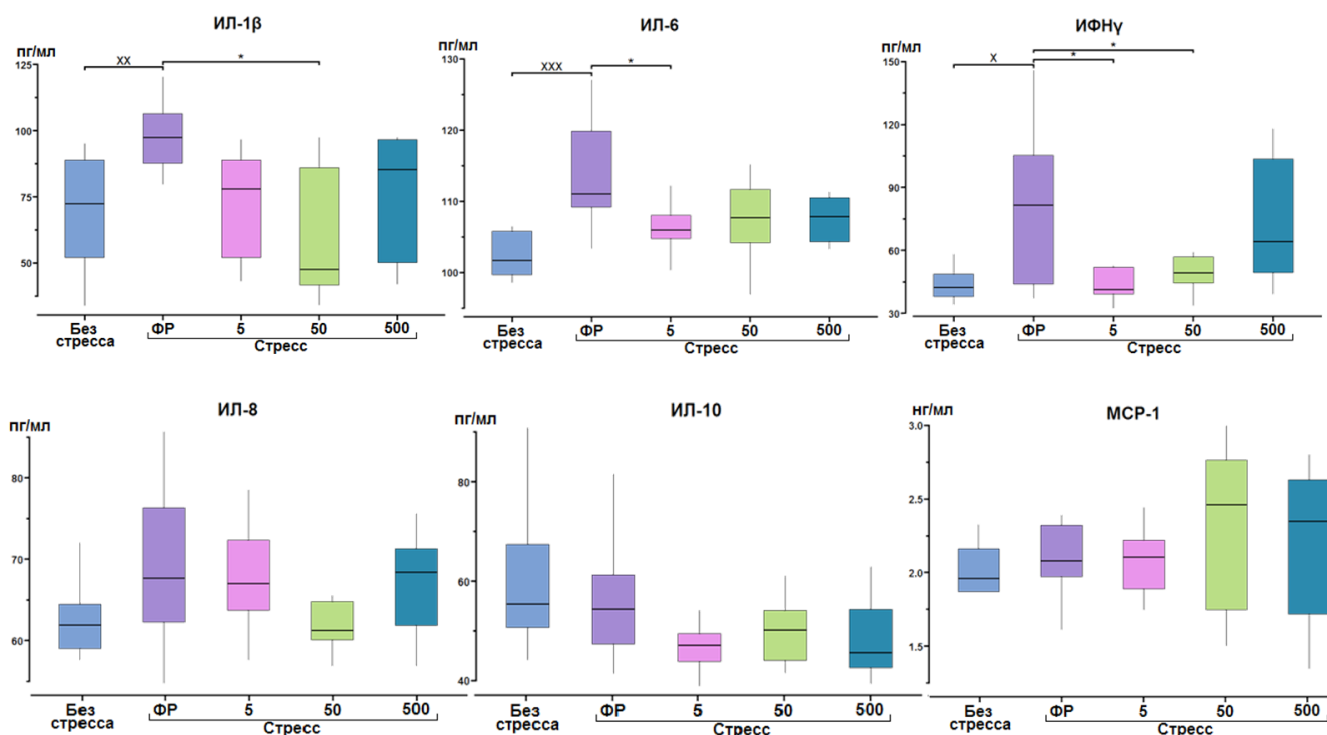 ИЛ-1β
пг/мл
125
100
75
50
XX
*
Без стресса
ФР
5
50
500
Стресс
ИЛ-6
пг/мл
130
120
110
100
XXX
*
ФР
5
50
500
Без стресса
Стресс
ИФНγ
пг/мл
150
120
90
60
30
X
*
*
Без стресса
ФР
5
50
500
Стресс
ИЛ-8
пг/мл
80
70
60
Без стресса
ФР
5
50
500
Стресс
ИЛ-10
пг/мл
80
60
40
Без стресса
ФР
5
50
500
Стресс
МСР-1
нг/мл
3.0
2.5
2.0
1.5
Без стресса
ФР
5
50
500
Стресс